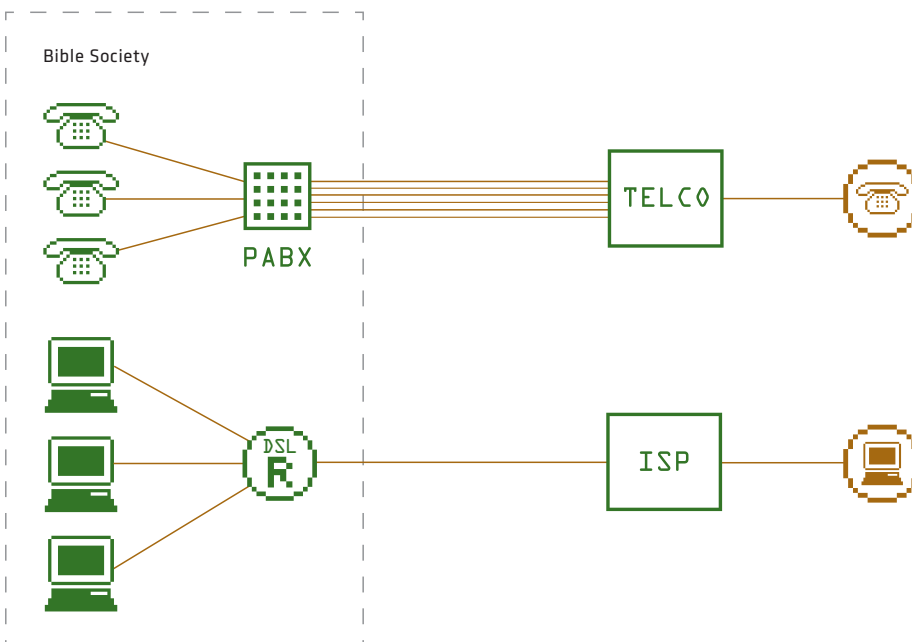 Bible Society
PABX
TELCO
DSL
R
ISP